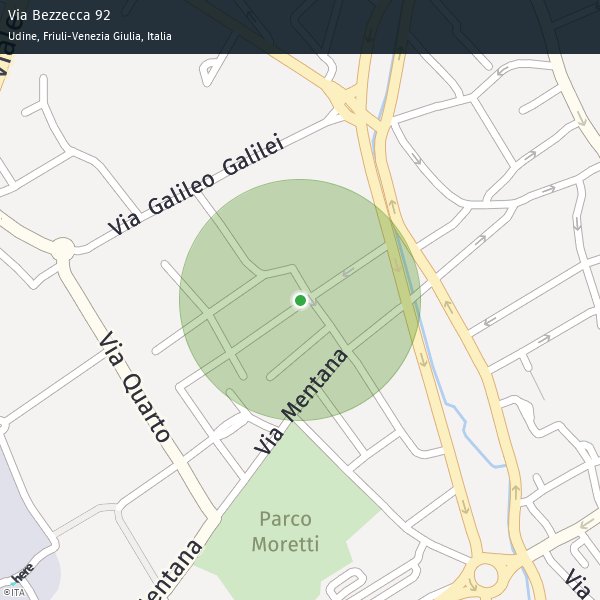 Via Bezzecca 92
Udine, Friuli-Venezia Giulia, Italia
Via Galileo Galilei
Via Quarto
Via Mentana
Parco
Moretti
entana
Via
here
©ITA